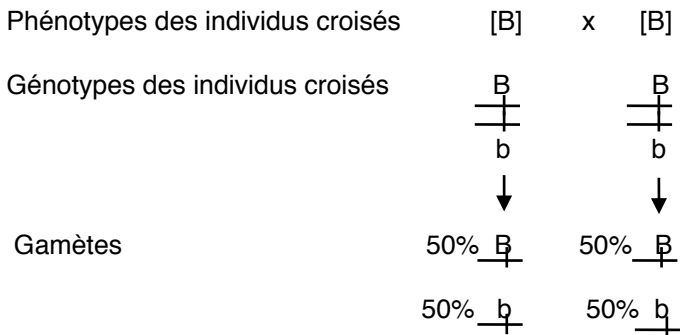 Phénotypes des individus croisés [B] x [B]
Génotypes des individus croisés B B
b b
Gamètes 50% B 50% B
50% b 50% b